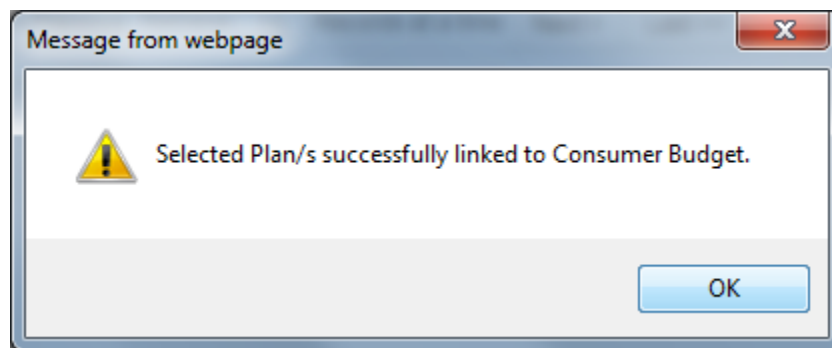 Message from webpage
Selected Plan/s successfully linked to Consumer Budget.
OK